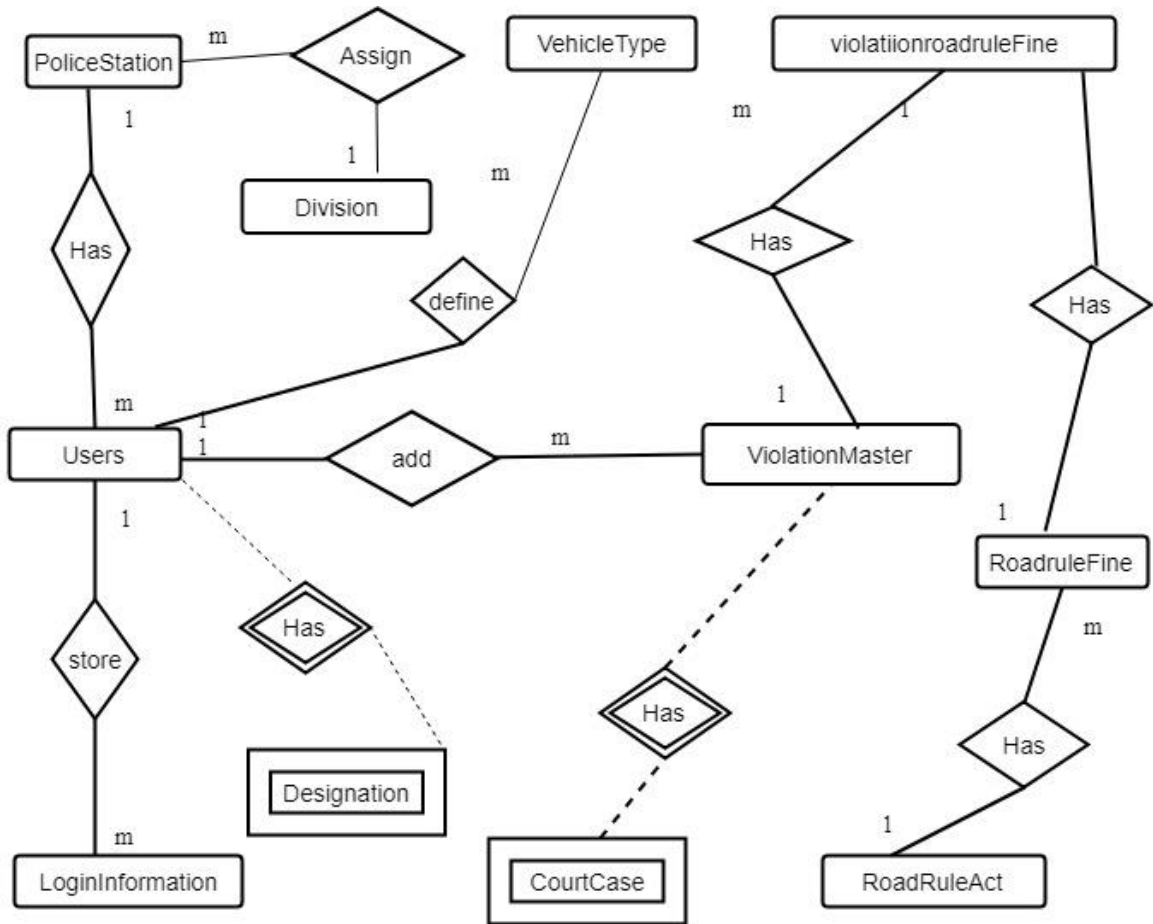 m
Assign
VehicleType
violatiionroadruleFine
PoliceStation
1
m
1
1
m
Division
Has
Has
define
Has
m
1
1
Users
1
add
m
ViolationMaster
1
1
RoadruleFine
Has
m
store
Has
Has
Designation
m
1
LoginInformation
CourtCase
RoadRuleAct